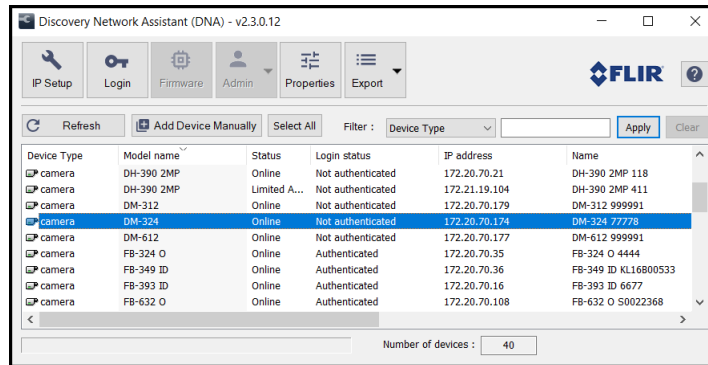 Discovery Network Assistant (DNA) - v2.3.0.12
IP Setup Login Firmware Admin Properties Export FLIR ?
Refresh Add Device Manually Select All Filter : Device Type Apply Clear
Device Type Model name Status Login status IP address Name
camera DH-390 2MP Online Not authenticated 172.20.70.21 DH-390 2MP 118
camera DH-390 2MP Limited A... Not authenticated 172.21.19.104 DH-390 2MP 411
camera DM-312 Online Not authenticated 172.20.70.179 DM-312 999991
camera DM-324 Online Not authenticated 172.20.70.174 DM-324 77778
camera DM-612 Online Not authenticated 172.20.70.177 DM-612 999991
camera FB-324 O Online Authenticated 172.20.70.35 FB-324 O 4444
camera FB-349 ID Online Authenticated 172.20.70.36 FB-349 ID KL16B00533
camera FB-393 ID Online Authenticated 172.20.70.16 FB-393 ID 6677
camera FB-632 O Online Authenticated 172.20.70.108 FB-632 O S0022368
Number of devices : 40